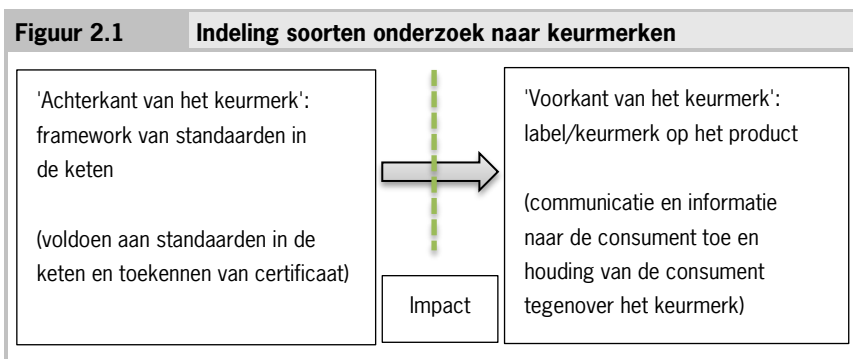 Figuur 2.1 Indeling soorten onderzoek naar keurmerken
'Achterkant van het keurmerk':
framework van standaarden in
de keten
(voldoen aan standaarden in de
keten en toekennen van certificaat)
Impact
'Voorkant van het keurmerk':
label/keurmerk op het product
(communicatie en informatie
naar de consument toe en
houding van de consument
tegenover het keurmerk)